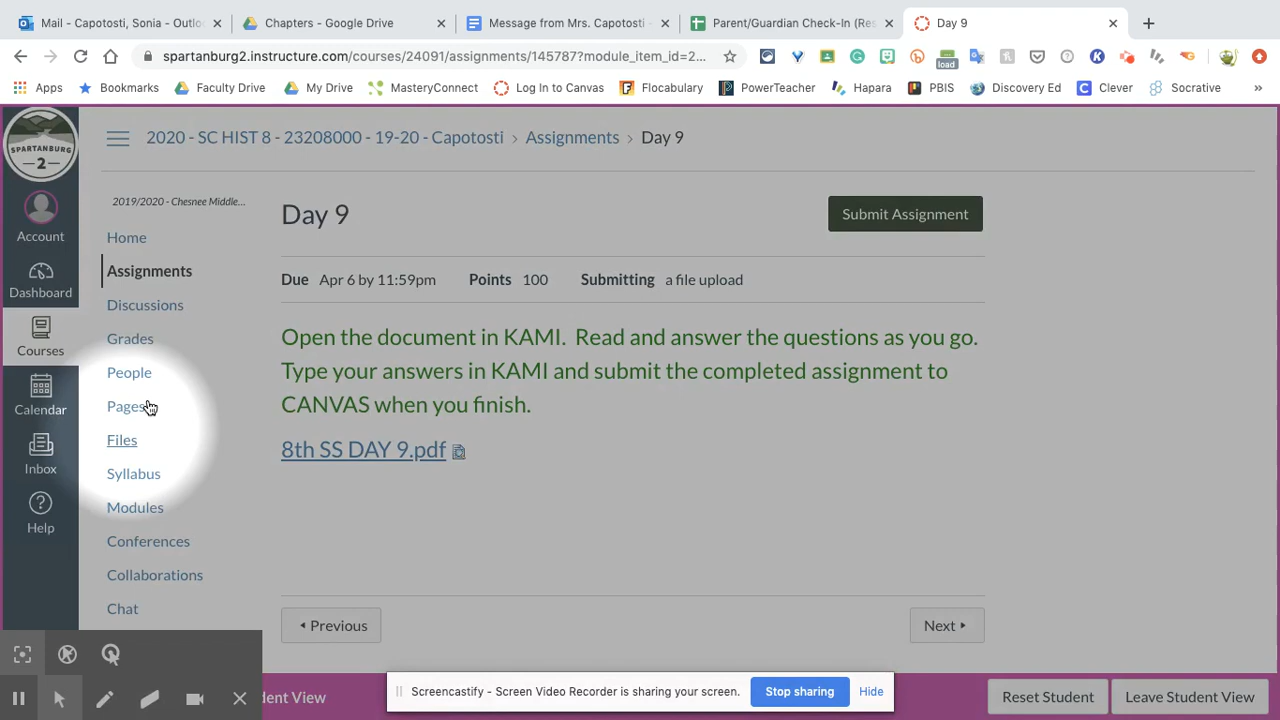 Mail - Capotosti, Sonia - Outlo
Chapters - Google Drive
Message from Mrs. Capotosti -
Parent/Guardian Check-In (Res
Day 9
spartanburg2.instructure.com/courses/24091/assignments/145787?module_item_id=2...
load
Apps
Bookmarks
Faculty Drive
My Drive
MasteryConnect
Log In to Canvas
Flocabulary
PowerTeacher
Hapara
PBIS
Discovery Ed
Clever
Socrative
»
SPARTANBURG
2
2020 - SC HIST 8 - 23208000 - 19-20 - Capotosti › Assignments › Day 9
Account
Dashboard
Courses
Calendar
Inbox
Help
2019/2020 - Chesnee Middle...
Home
Assignments
Discussions
Grades
People
Pages
Files
Syllabus
Modules
Conferences
Collaborations
Chat
Day 9
Submit Assignment
Due Apr 6 by 11:59pm Points 100 Submitting a file upload
Open the document in KAMI. Read and answer the questions as you go.
Type your answers in KAMI and submit the completed assignment to
CANVAS when you finish.
8th SS DAY 9.pdf
Previous
Next
dent View
Screencastify - Screen Video Recorder is sharing your screen.
Stop sharing
Hide
Reset Student
Leave Student View